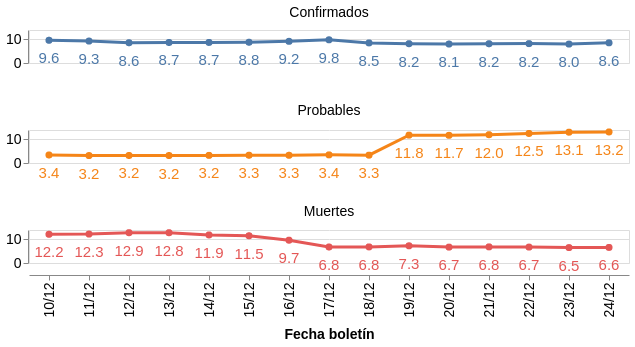 Confirmados
10
0
9.6 9.3 8.6 8.7 8.7 8.8 9.2 9.8 8.5 8.2 8.1 8.2 8.2 8.0 8.6
Probables
10
0
3.4 3.2 3.2 3.2 3.2 3.3 3.3 3.4 3.3 11.8 11.7 12.0 12.5 13.1 13.2
Muertes
10
0
12.2 12.3 12.9 12.8 11.9 11.5 9.7 6.8 6.8 7.3 6.7 6.8 6.7 6.5 6.6
10/12 11/12 12/12 13/12 14/12 15/12 16/12 17/12 18/12 19/12 20/12 21/12 22/12 23/12 24/12
Fecha boletín